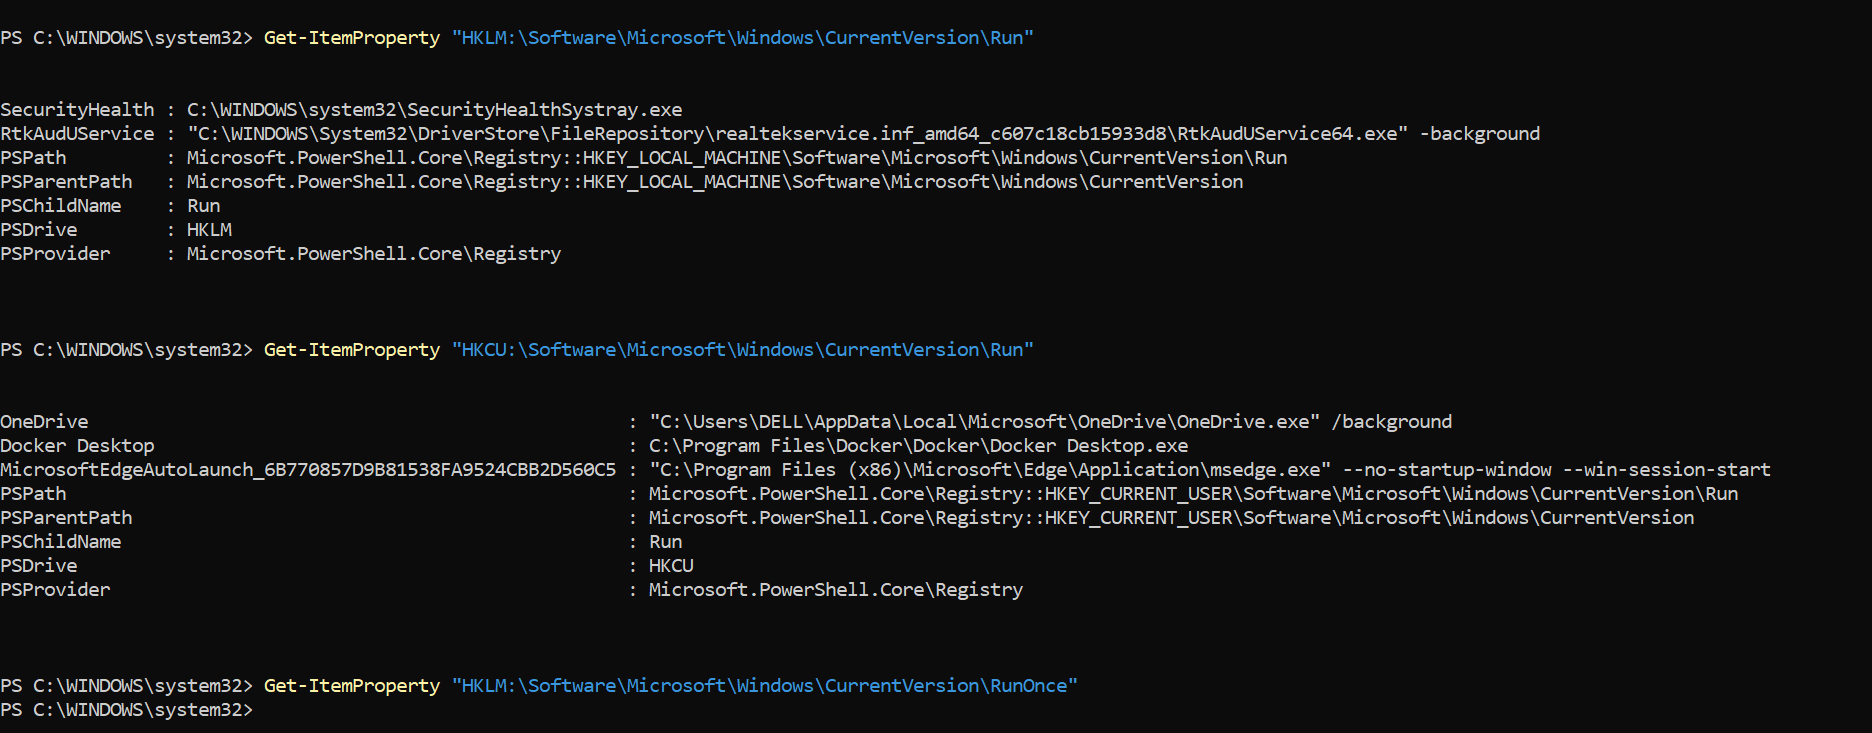 PS C:\WINDOWS\system32> Get-ItemProperty "HKLM:\Software\Microsoft\Windows\CurrentVersion\Run"
SecurityHealth : C:\WINDOWS\system32\SecurityHealthSystray.exe
RtkAudUService : "C:\WINDOWS\System32\DriverStore\FileRepository\realtekservice.inf_amd64_c607c18cb15933d8\RtkAudUService64.exe" -background
PSPath         : Microsoft.PowerShell.Core\Registry::HKEY_LOCAL_MACHINE\Software\Microsoft\Windows\CurrentVersion\Run
PSParentPath   : Microsoft.PowerShell.Core\Registry::HKEY_LOCAL_MACHINE\Software\Microsoft\Windows\CurrentVersion
PSChildName    : Run
PSDrive        : HKLM
PSProvider     : Microsoft.PowerShell.Core\Registry
PS C:\WINDOWS\system32> Get-ItemProperty "HKCU:\Software\Microsoft\Windows\CurrentVersion\Run"
OneDrive                                                 : "C:\Users\DELL\AppData\Local\Microsoft\OneDrive\OneDrive.exe" /background
Docker Desktop                                           : C:\Program Files\Docker\Docker\Docker Desktop.exe
MicrosoftEdgeAutoLaunch_6B770857D9B81538FA9524CBB2D560C5 : "C:\Program Files (x86)\Microsoft\Edge\Application\msedge.exe" --no-startup-window --win-session-start
PSPath                                                   : Microsoft.PowerShell.Core\Registry::HKEY_CURRENT_USER\Software\Microsoft\Windows\CurrentVersion\Run
PSParentPath                                             : Microsoft.PowerShell.Core\Registry::HKEY_CURRENT_USER\Software\Microsoft\Windows\CurrentVersion
PSChildName                                              : Run
PSDrive                                                  : HKCU
PSProvider                                               : Microsoft.PowerShell.Core\Registry
PS C:\WINDOWS\system32> Get-ItemProperty "HKLM:\Software\Microsoft\Windows\CurrentVersion\RunOnce"
PS C:\WINDOWS\system32>